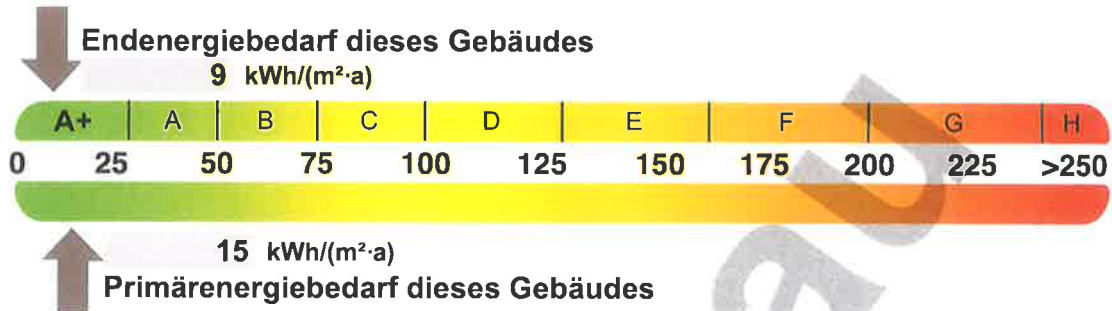 Endenergiebedarf dieses Gebäudes
9 kWh/(m²·a)
A+ A B C D E F G H
0 25 50 75 100 125 150 175 200 225 >250
15 kWh/(m²·a)
Primärenergiebedarf dieses Gebäudes